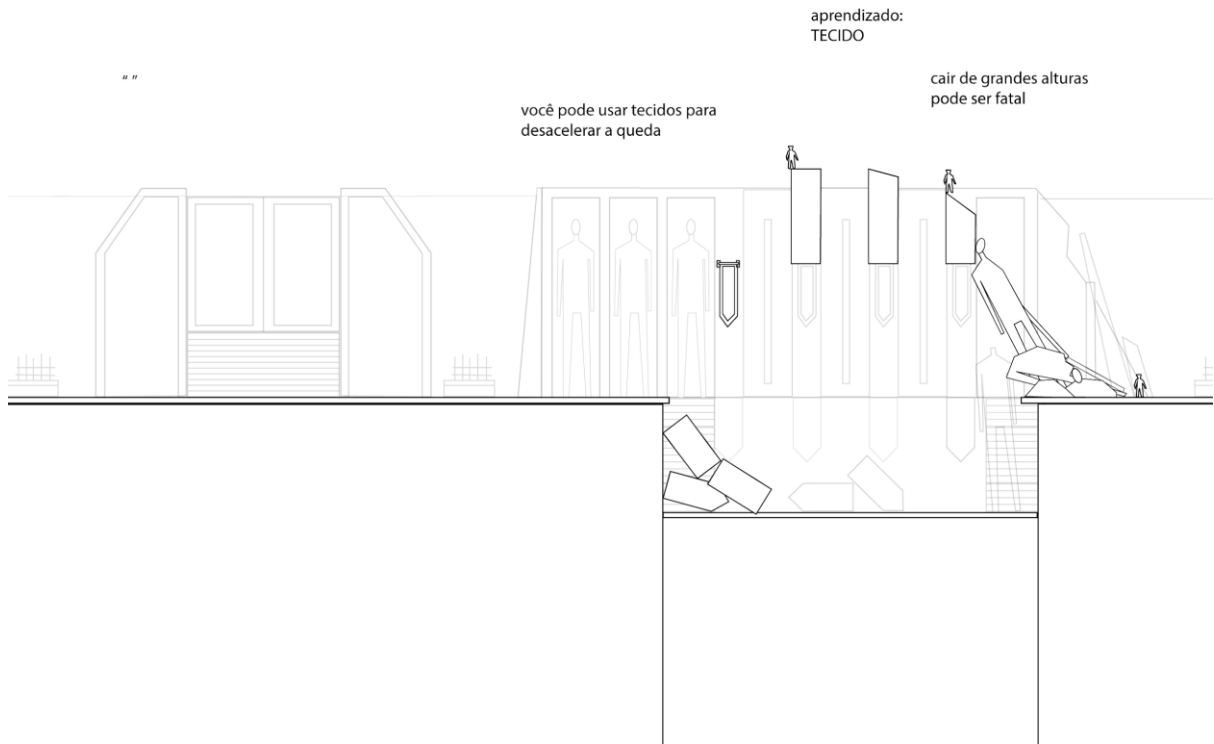 aprendizado:
TECIDO
“ ”
cair de grandes alturas
pode ser fatal
você pode usar tecidos para
desacelerar a queda